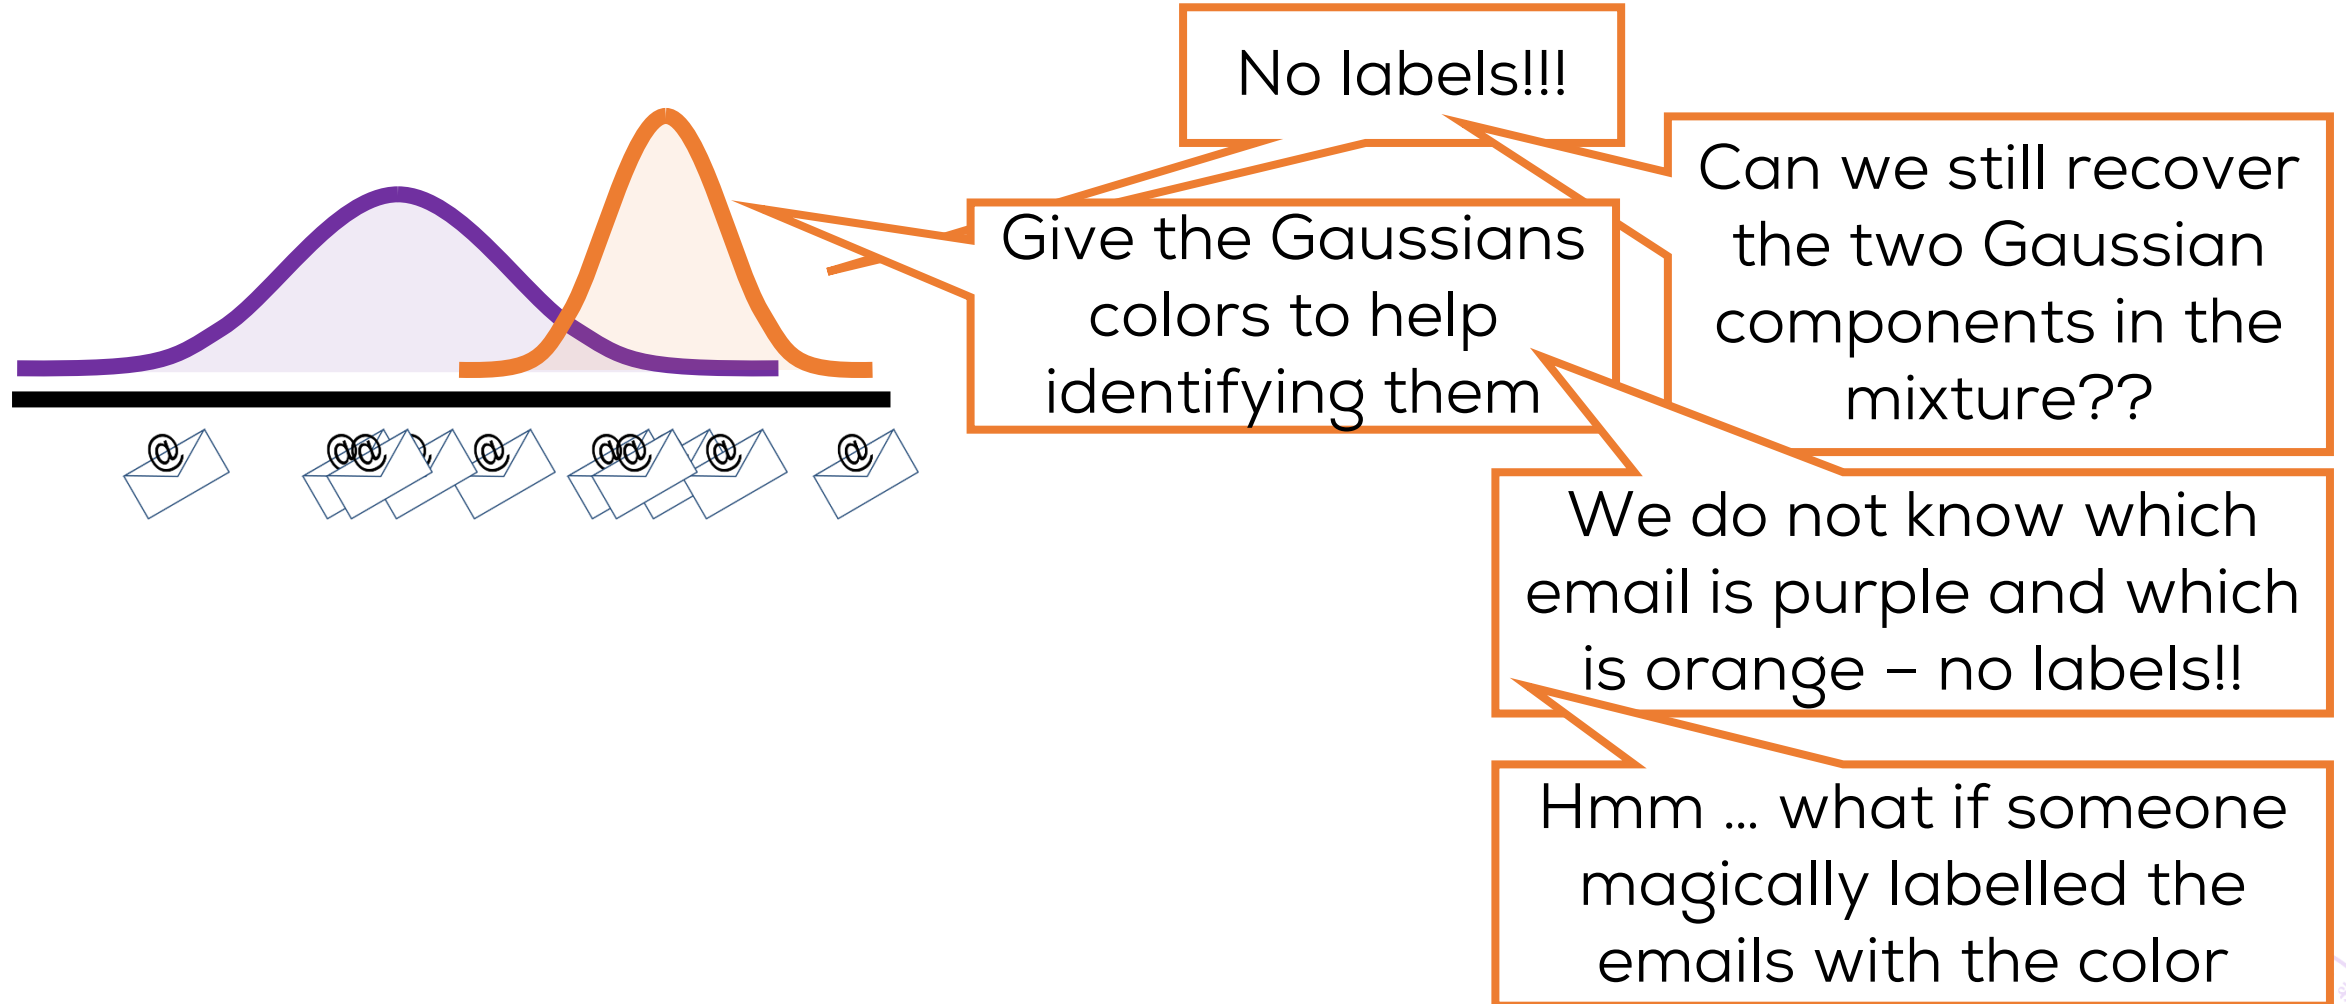 No labels!!!
Can we still recover
the two Gaussian
components in the
mixture??
Give the Gaussians
colors to help
identifying them
We do not know which
email is purple and which
is orange – no labels!!
Hmm ... what if someone
magically labelled the
emails with the color
@ @ @ @ @ @ @ @ @